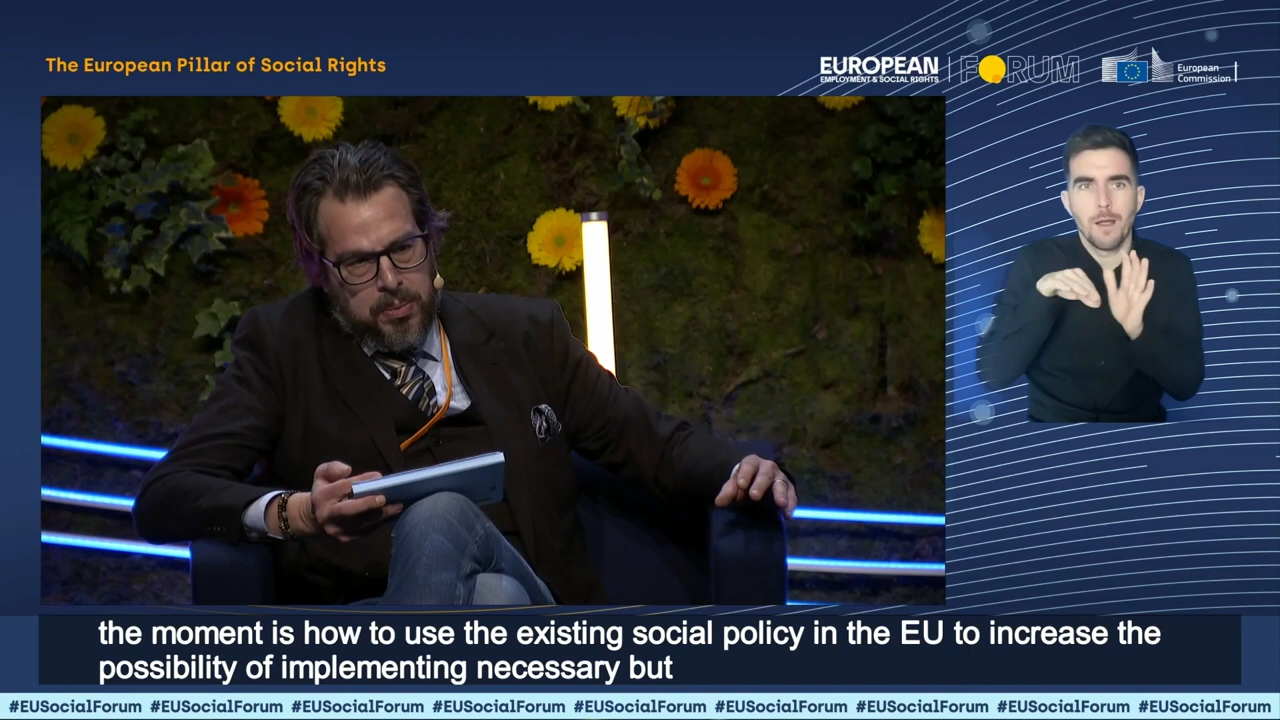 The European Pillar of Social Rights
EUROPEAN
EMPLOYMENT & SOCIAL RIGHTS
FORUM
European
Commission
the moment is how to use the existing social policy in the EU to increase the
possibility of implementing necessary but
#EUSocialForum #EUSocialForum #EUSocialForum #EUSocialForum #EUSocialForum #EUSocialForum #EUSocialForum #EUSocialForum #EUSocialForum